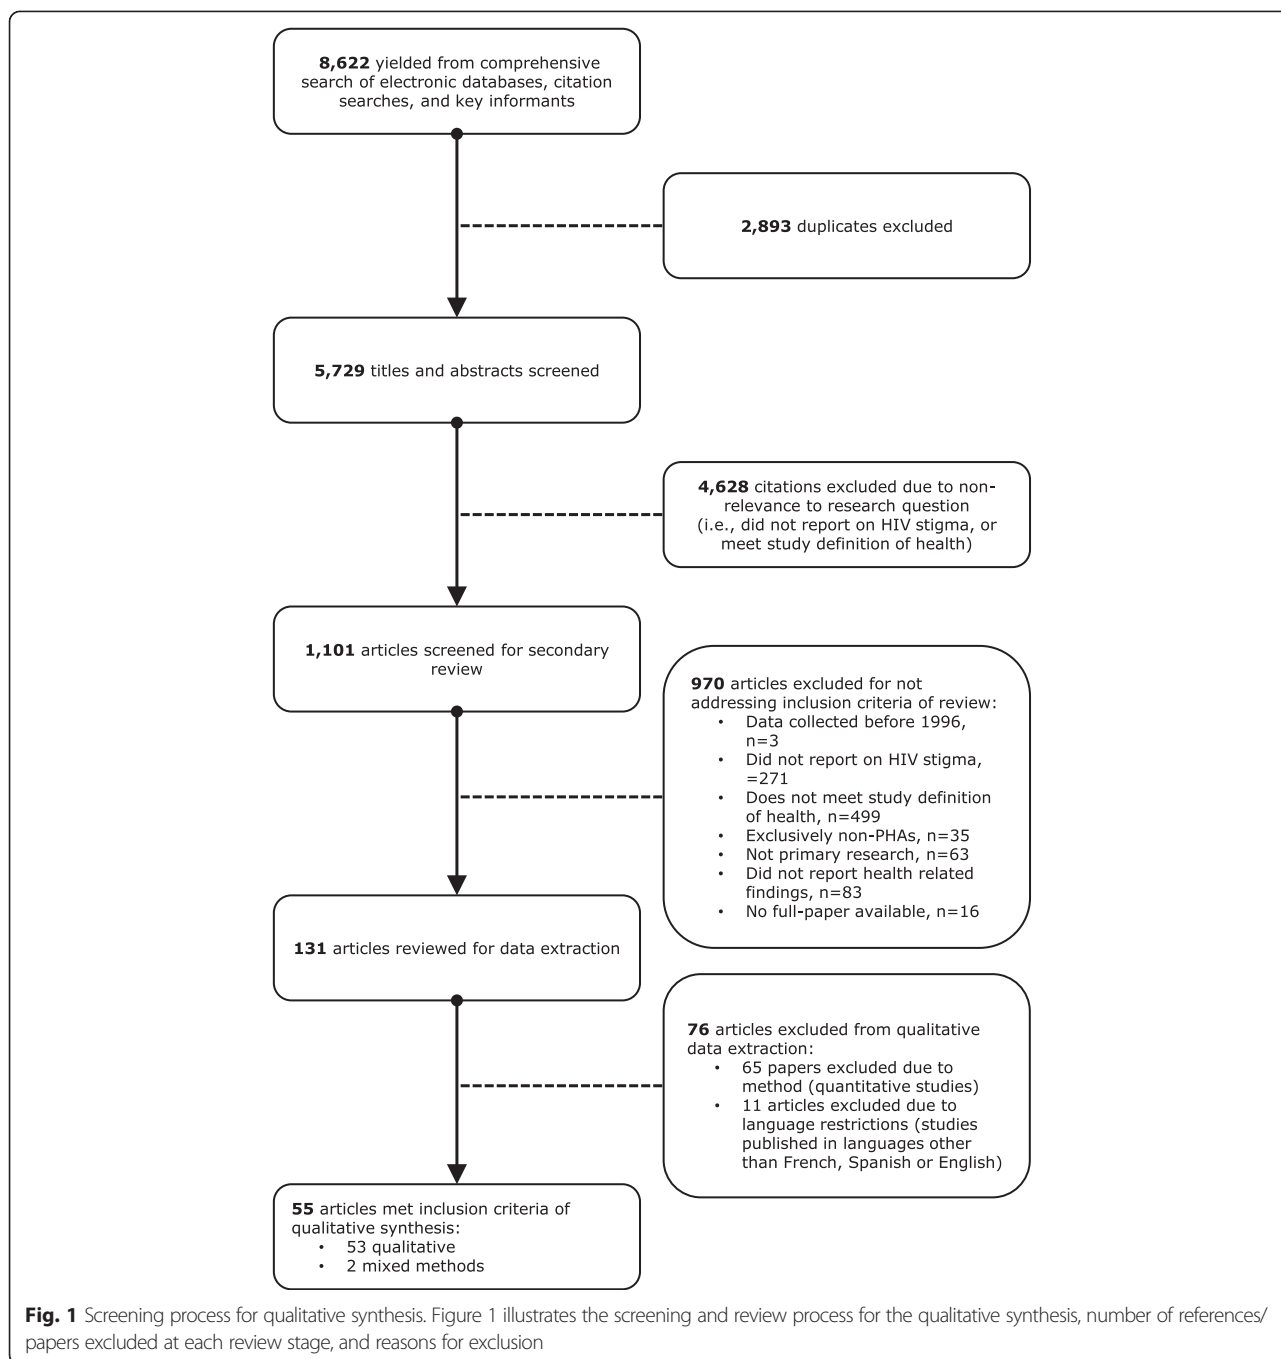 8,622 yielded from comprehensive
search of electronic databases, citation
searches, and key informants
2,893 duplicates excluded
5,729 titles and abstracts screened
4,628 citations excluded due to non-
relevance to research question
(i.e., did not report on HIV stigma, or
meet study definition of health)
1,101 articles screened for secondary
review
970 articles excluded for not
addressing inclusion criteria of review:
• Data collected before 1996,
n=3
• Did not report on HIV stigma,
=271
• Does not meet study definition
of health, n=499
• Exclusively non-PHAs, n=35
• Not primary research, n=63
• Did not report health related
findings, n=83
• No full-paper available, n=16
131 articles reviewed for data extraction
76 articles excluded from qualitative
data extraction:
• 65 papers excluded due to
method (quantitative studies)
• 11 articles excluded due to
language restrictions (studies
published in languages other
than French, Spanish or English)
55 articles met inclusion criteria of
qualitative synthesis:
• 53 qualitative
• 2 mixed methods
Fig. 1 Screening process for qualitative synthesis. Figure 1 illustrates the screening and review process for the qualitative synthesis, number of references/
papers excluded at each review stage, and reasons for exclusion